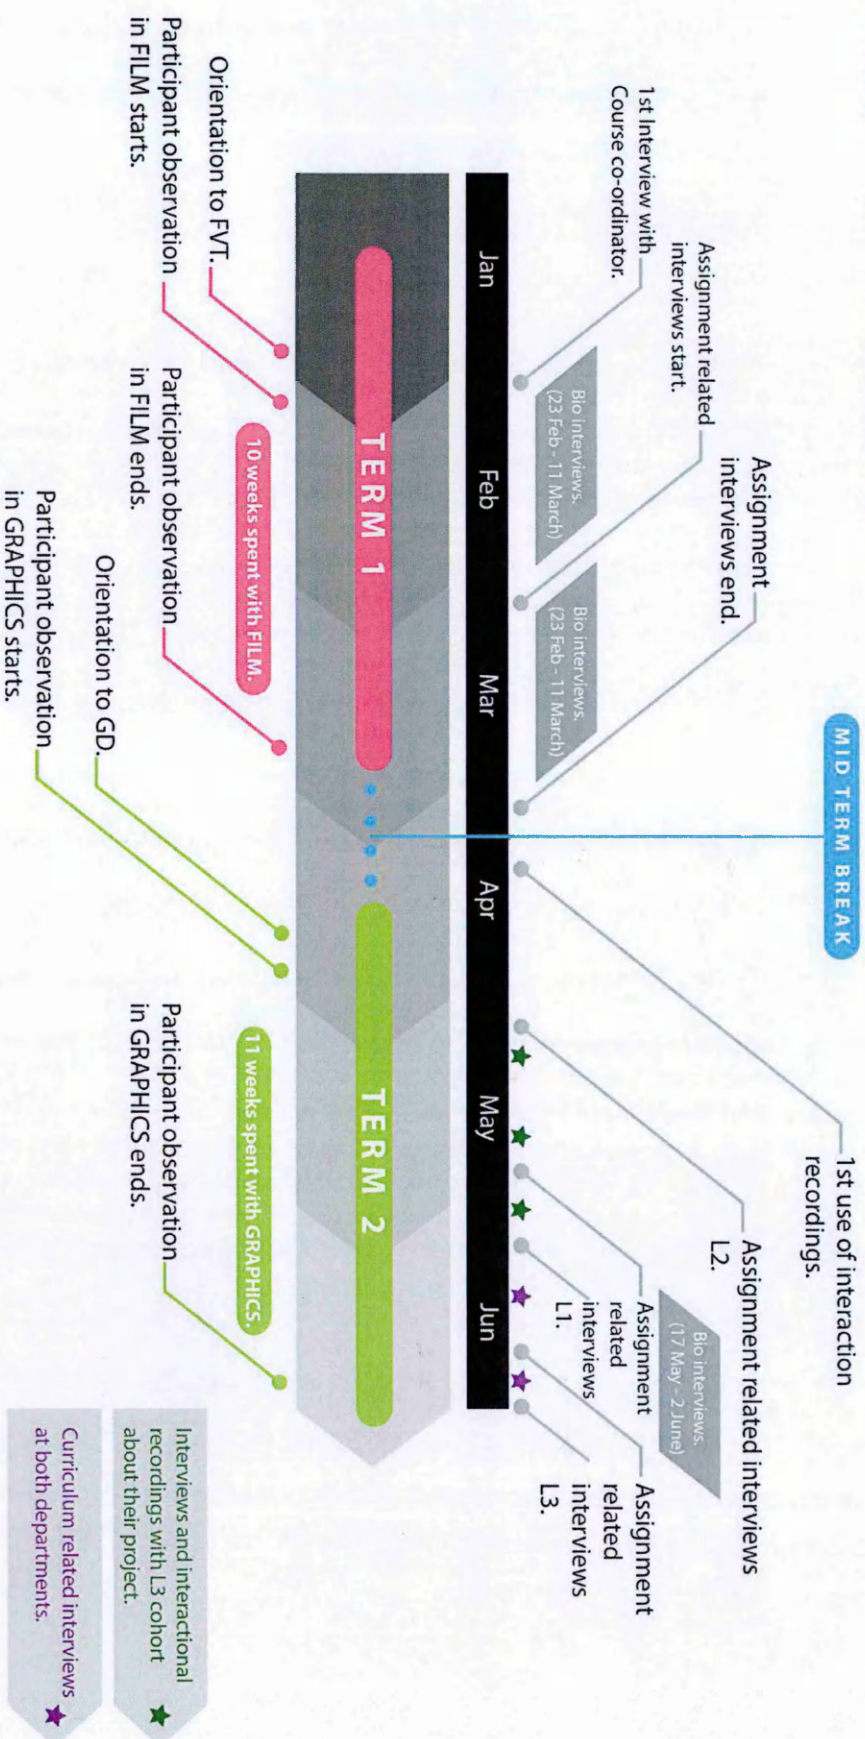 MID TERM BREAK
1st Interview with
Course co-ordinator.
Assignment related
interviews start.
Assignment
interviews end.
1st use of interaction
recordings.
Assignment related interviews
L2.
Assignment
related
interviews
L1.
Assignment
related
interviews
L3.
Bio interviews.
(23 Feb - 11 March)
Bio interviews.
(23 Feb - 11 March)
Bio interviews.
(17 May - 2 June)
Jan
Feb
Mar
Apr
May
Jun
TERM 1
TERM 2
Orientation to FVT.
Participant observation
in FILM starts.
10 weeks spent with FILM.
Participant observation
in FILM ends.
Orientation to GD.
Participant observation
in GRAPHICS starts.
11 weeks spent with GRAPHICS.
Participant observation
in GRAPHICS ends.
Interviews and interactional
recordings with L3 cohort
about their project.
Curriculum related interviews
at both departments.